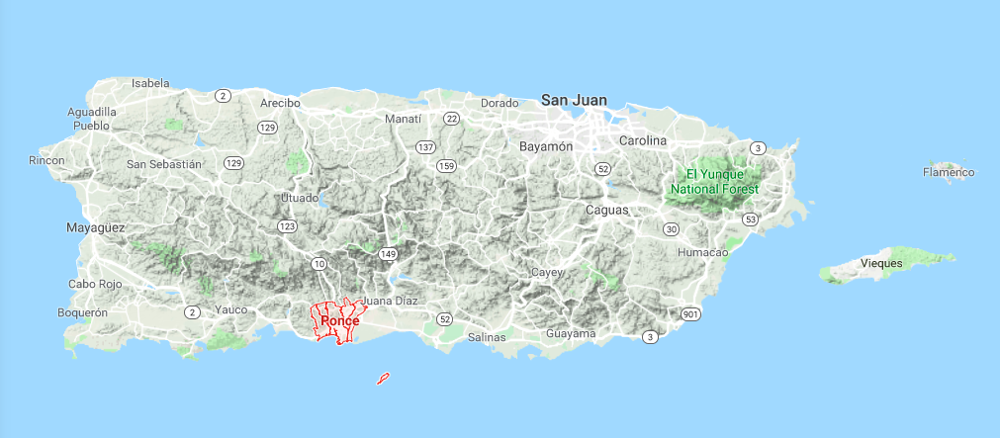 Isabela
2
Arecibo
Dorado
San Juan
Aguadilla
Pueblo
129
Manatí
22
Rincon
San Sebastián
129
137
159
Bayamón
Carolina
3
52
El Yunque
National Forest
Flamenco
Utuado
Caguas
Mayagüez
123
30
53
149
Humacao
10
Cayey
Vieques
Cabo Rojo
Juana Díaz
Boquerón
2
Yauco
Ponce
52
Salinas
Guayama
901
3